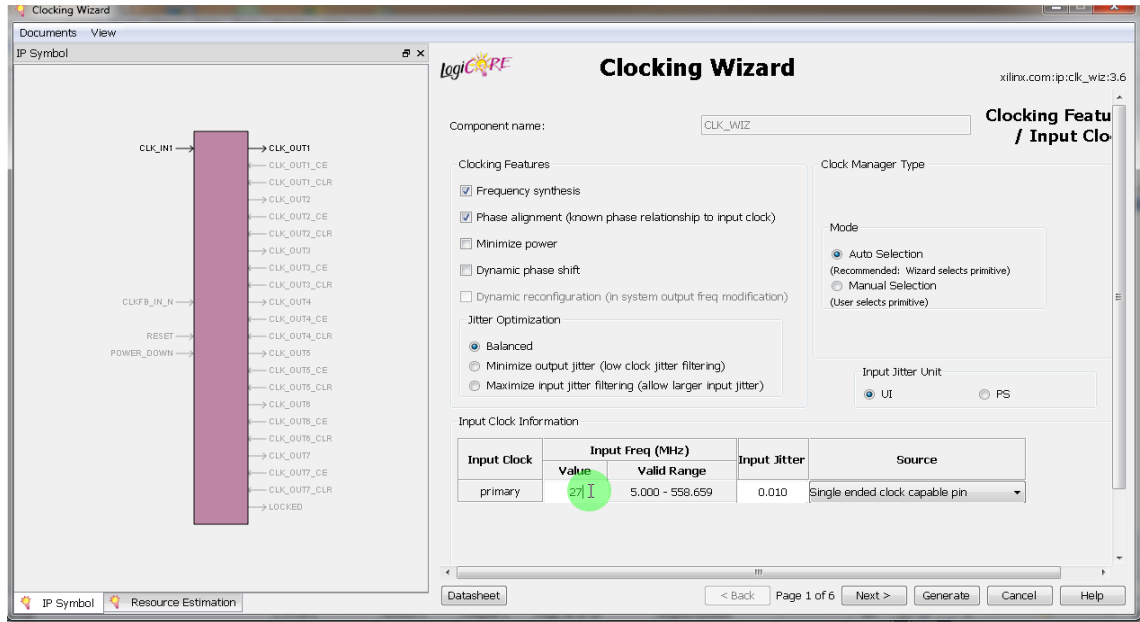 Clocking Wizard
Documents View
IP Symbol
LogiCORE
Clocking Wizard
xilinx.com:ip:clk_wiz:3.6
Component name:
CLK_WIZ
Clocking Featu
/ Input Clo
CLK_IN1
CLKFB_IN_N
RESET
POWER_DOWN
CLK_OUT1
CLK_OUT1_CE
CLK_OUT1_CLR
CLK_OUT2
CLK_OUT2_CE
CLK_OUT2_CLR
CLK_OUT3
CLK_OUT3_CE
CLK_OUT3_CLR
CLK_OUT4
CLK_OUT4_CE
CLK_OUT4_CLR
CLK_OUT5
CLK_OUT5_CE
CLK_OUT5_CLR
CLK_OUT6
CLK_OUT6_CE
CLK_OUT6_CLR
CLK_OUT7
CLK_OUT7_CE
CLK_OUT7_CLR
LOCKED
Clocking Features
Frequency synthesis
Phase alignment (known phase relationship to input clock)
Minimize power
Dynamic phase shift
Dynamic reconfiguration (in system output freq modification)
Jitter Optimization
Balanced
Minimize output jitter (low clock jitter filtering)
Maximize input jitter filtering (allow larger input jitter)
Clock Manager Type
Mode
Auto Selection
(Recommended: Wizard selects primitive)
Manual Selection
(User selects primitive)
Input Jitter Unit
UI PS
Input Clock Information
Input Clock Input Freq (MHz) Input Jitter Source
Value Valid Range
primary 27 5.000 - 558.659 0.010 Single ended clock capable pin
IP Symbol Resource Estimation
Datasheet < Back Page 1 of 6 Next > Generate Cancel Help